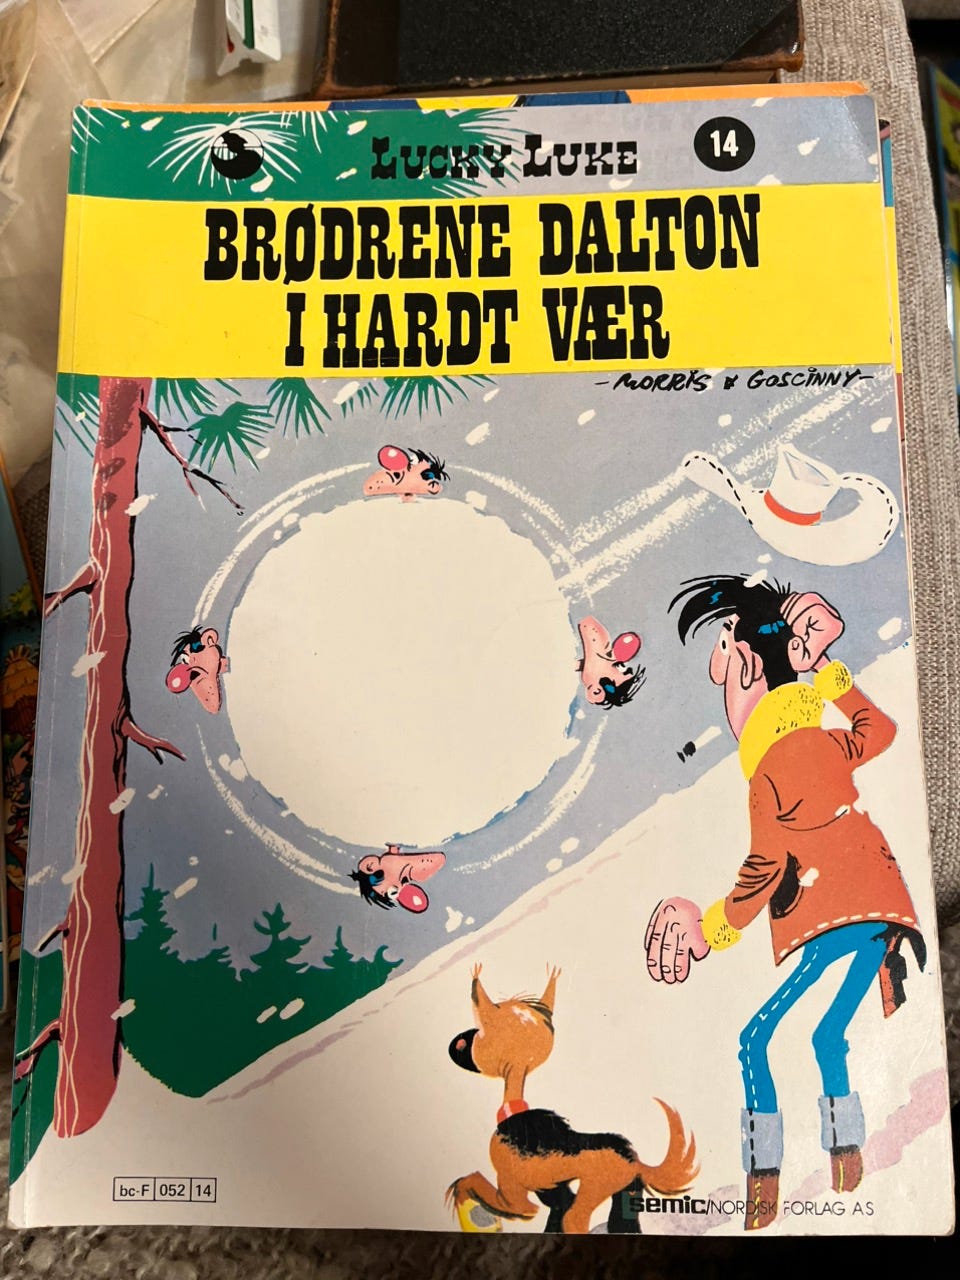 LUCKY LUKE
14
BRØDRENE DALTON
I HARDT VÆR
-MORRIS & GOSCINNY-
bc-F 052 14
semic/NORDISK FORLAG AS